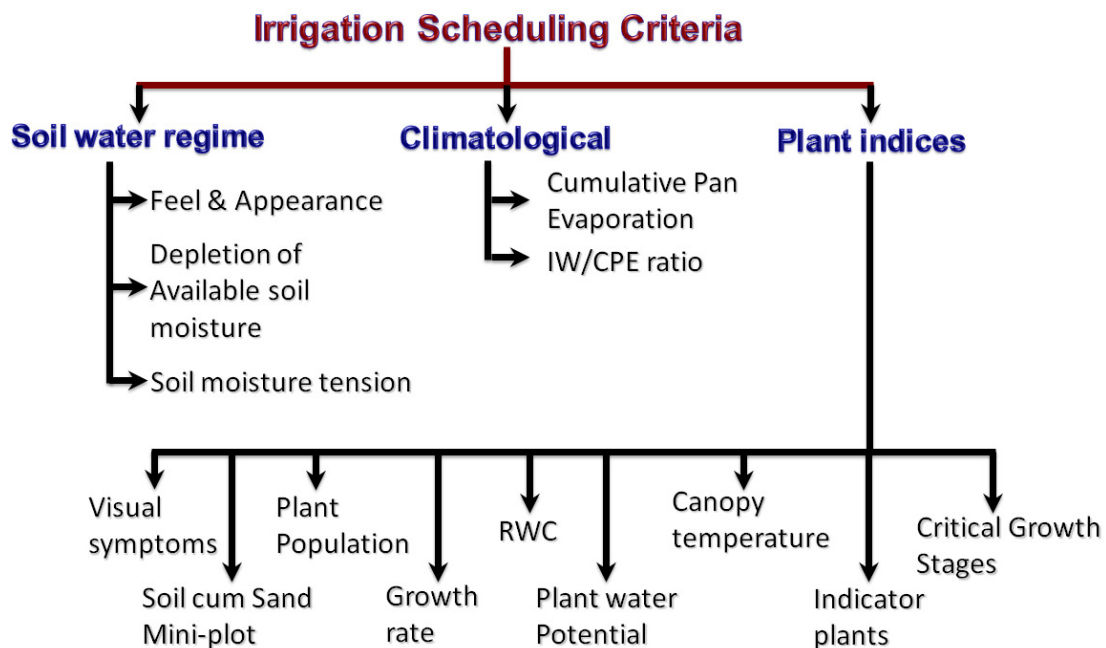 Irrigation Scheduling Criteria
Soil water regime
Feel & Appearance
Depletion of
Available soil
moisture
Soil moisture tension
Climatological
Cumulative Pan
Evaporation
IW/CPE ratio
Plant indices
Visual
symptoms
Soil cum Sand
Mini-plot
Plant
Population
Growth
rate
RWC
Plant water
Potential
Canopy
temperature
Indicator
plants
Critical Growth
Stages